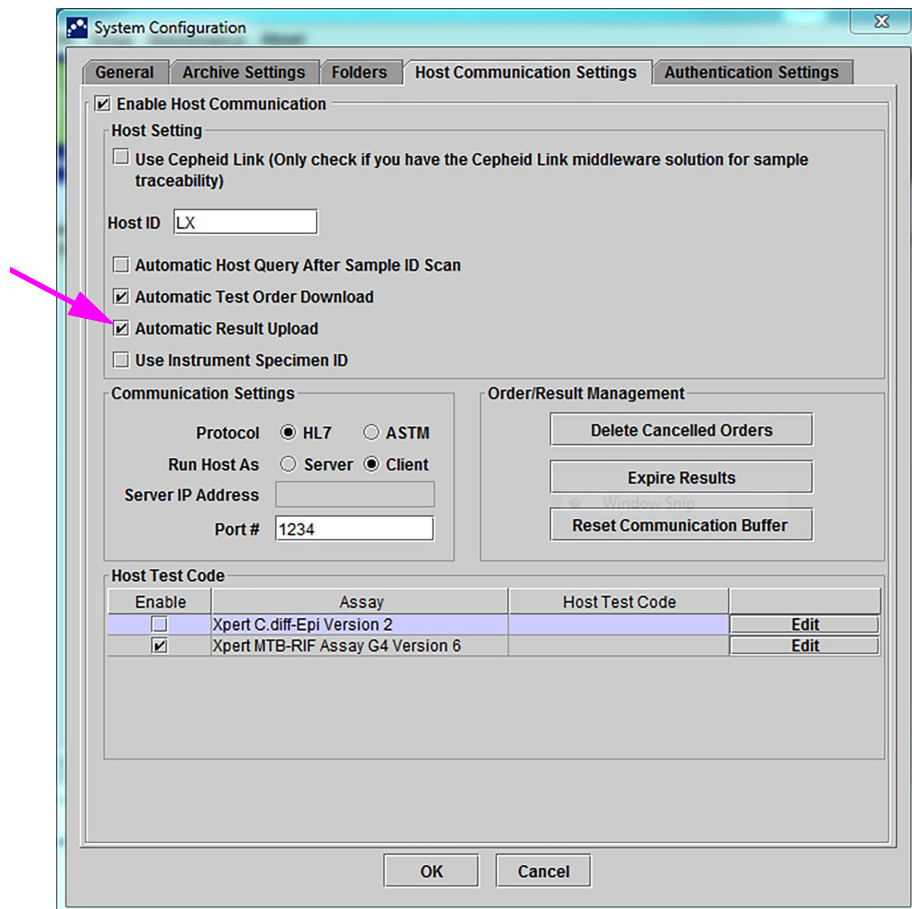 System Configuration
General Archive Settings Folders Host Communication Settings Authentication Settings
Enable Host Communication
Host Setting
Use Cepheid Link (Only check if you have the Cepheid Link middleware solution for sample
traceability)
Host ID LX
Automatic Host Query After Sample ID Scan
Automatic Test Order Download
Automatic Result Upload
Use Instrument Specimen ID
Communication Settings
Protocol HL7 ASTM
Run Host As Server Client
Server IP Address
Port # 1234
Order/Result Management
Delete Cancelled Orders
Expire Results
Window Snip
Reset Communication Buffer
Host Test Code
Enable Assay Host Test Code
Xpert C.diff-Epi Version 2 Edit
Xpert MTB-RIF Assay G4 Version 6 Edit
OK Cancel